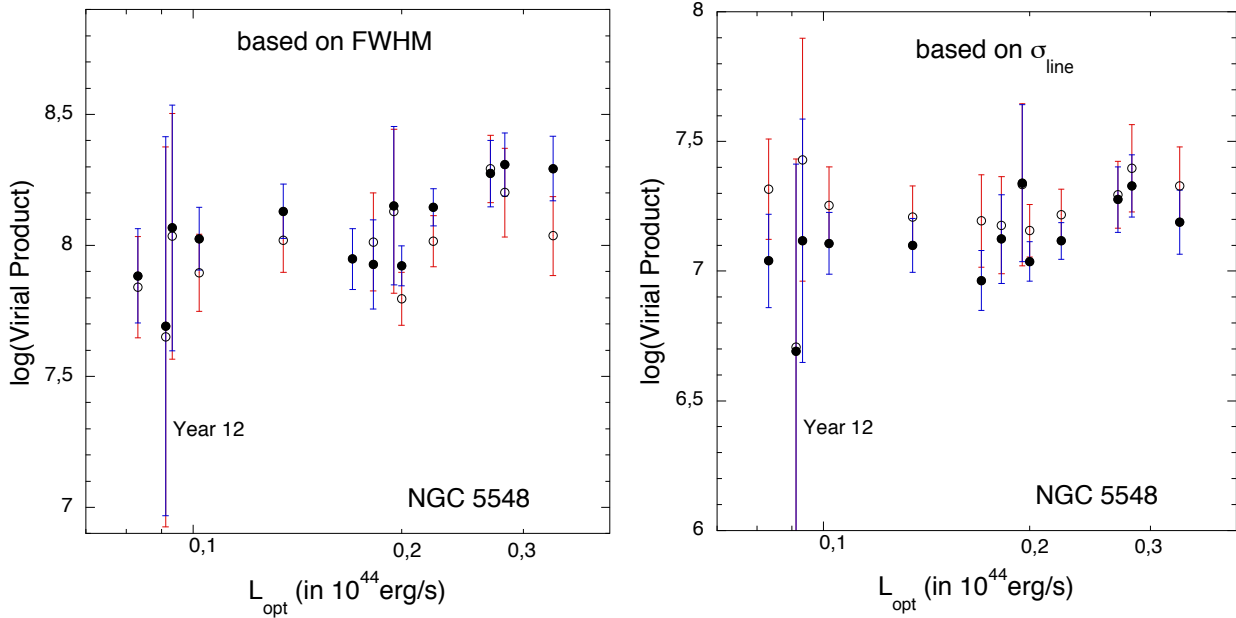 based on FWHM
8,5
8
7,5
7
log(Virial Product)
Year 12
NGC 5548
0,1
0,2
0,3
L_opt (in 10^44 erg/s)
based on σ_line
8
7,5
7
6,5
6
log(Virial Product)
Year 12
NGC 5548
0,1
0,2
0,3
L_opt (in 10^44 erg/s)